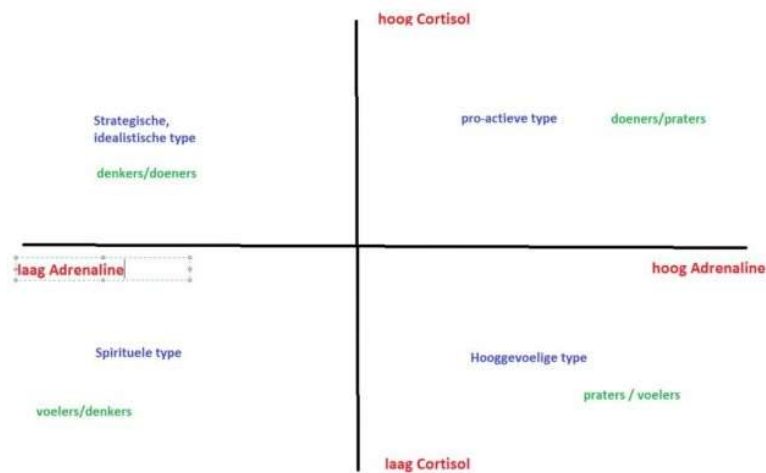 hoog Cortisol
Strategische,
idealistische type
pro-actieve type
doeners/praters
denkers/doeners
laag Adrenaline
hoog Adrenaline
Spirituele type
Hooggevoelige type
praters / voelers
voelers/denkers
laag Cortisol